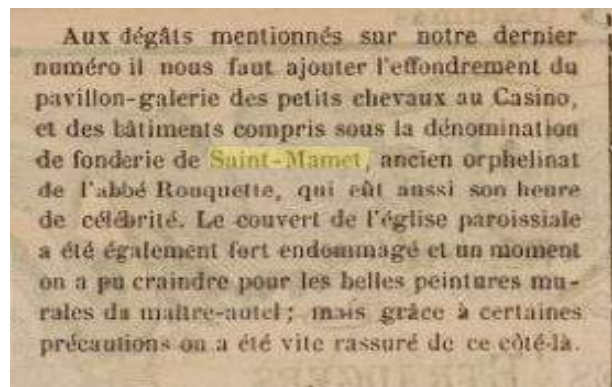 Aux dégâts mentionnés sur notre dernier
numéro il nous faut ajouter l'effondrement du
pavillon-galerie des petits chevaux au Casino,
et des bâtiments compris sous la dénomination
de fonderie de Saint-Mamet, ancien orphelinat
de l'abbé Rouquette, qui eût aussi son heure
de célébrité. Le couvert de l'église paroissiale
a été également fort endommagé et un moment
on a pu craindre pour les belles peintures mu-
rales du maître-autel ; mais grâce à certaines
précautions on a été vite rassuré de ce côté-là.